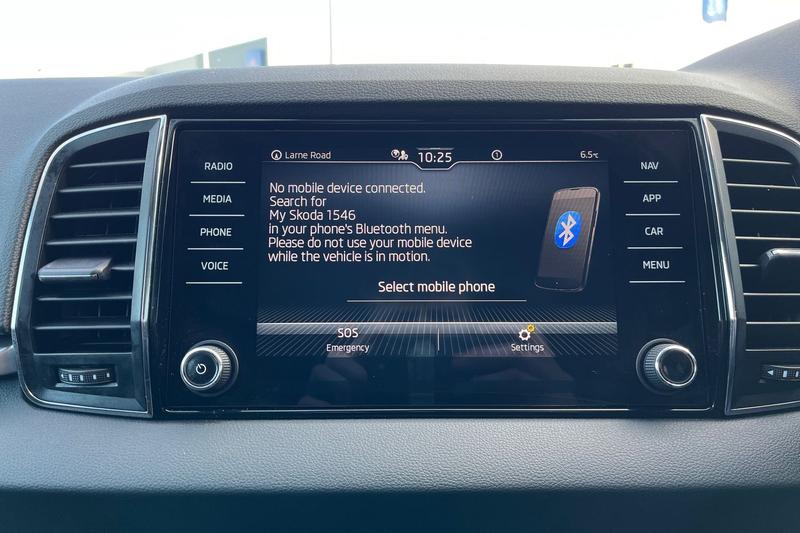 Larne Road
10:25
1
6.5°C
RADIO
MEDIA
PHONE
VOICE
No mobile device connected.
Search for
My Skoda 1546
in your phone's Bluetooth menu.
Please do not use your mobile device
while the vehicle is in motion.
Select mobile phone
SOS
Emergency
Settings
NAV
APP
CAR
MENU